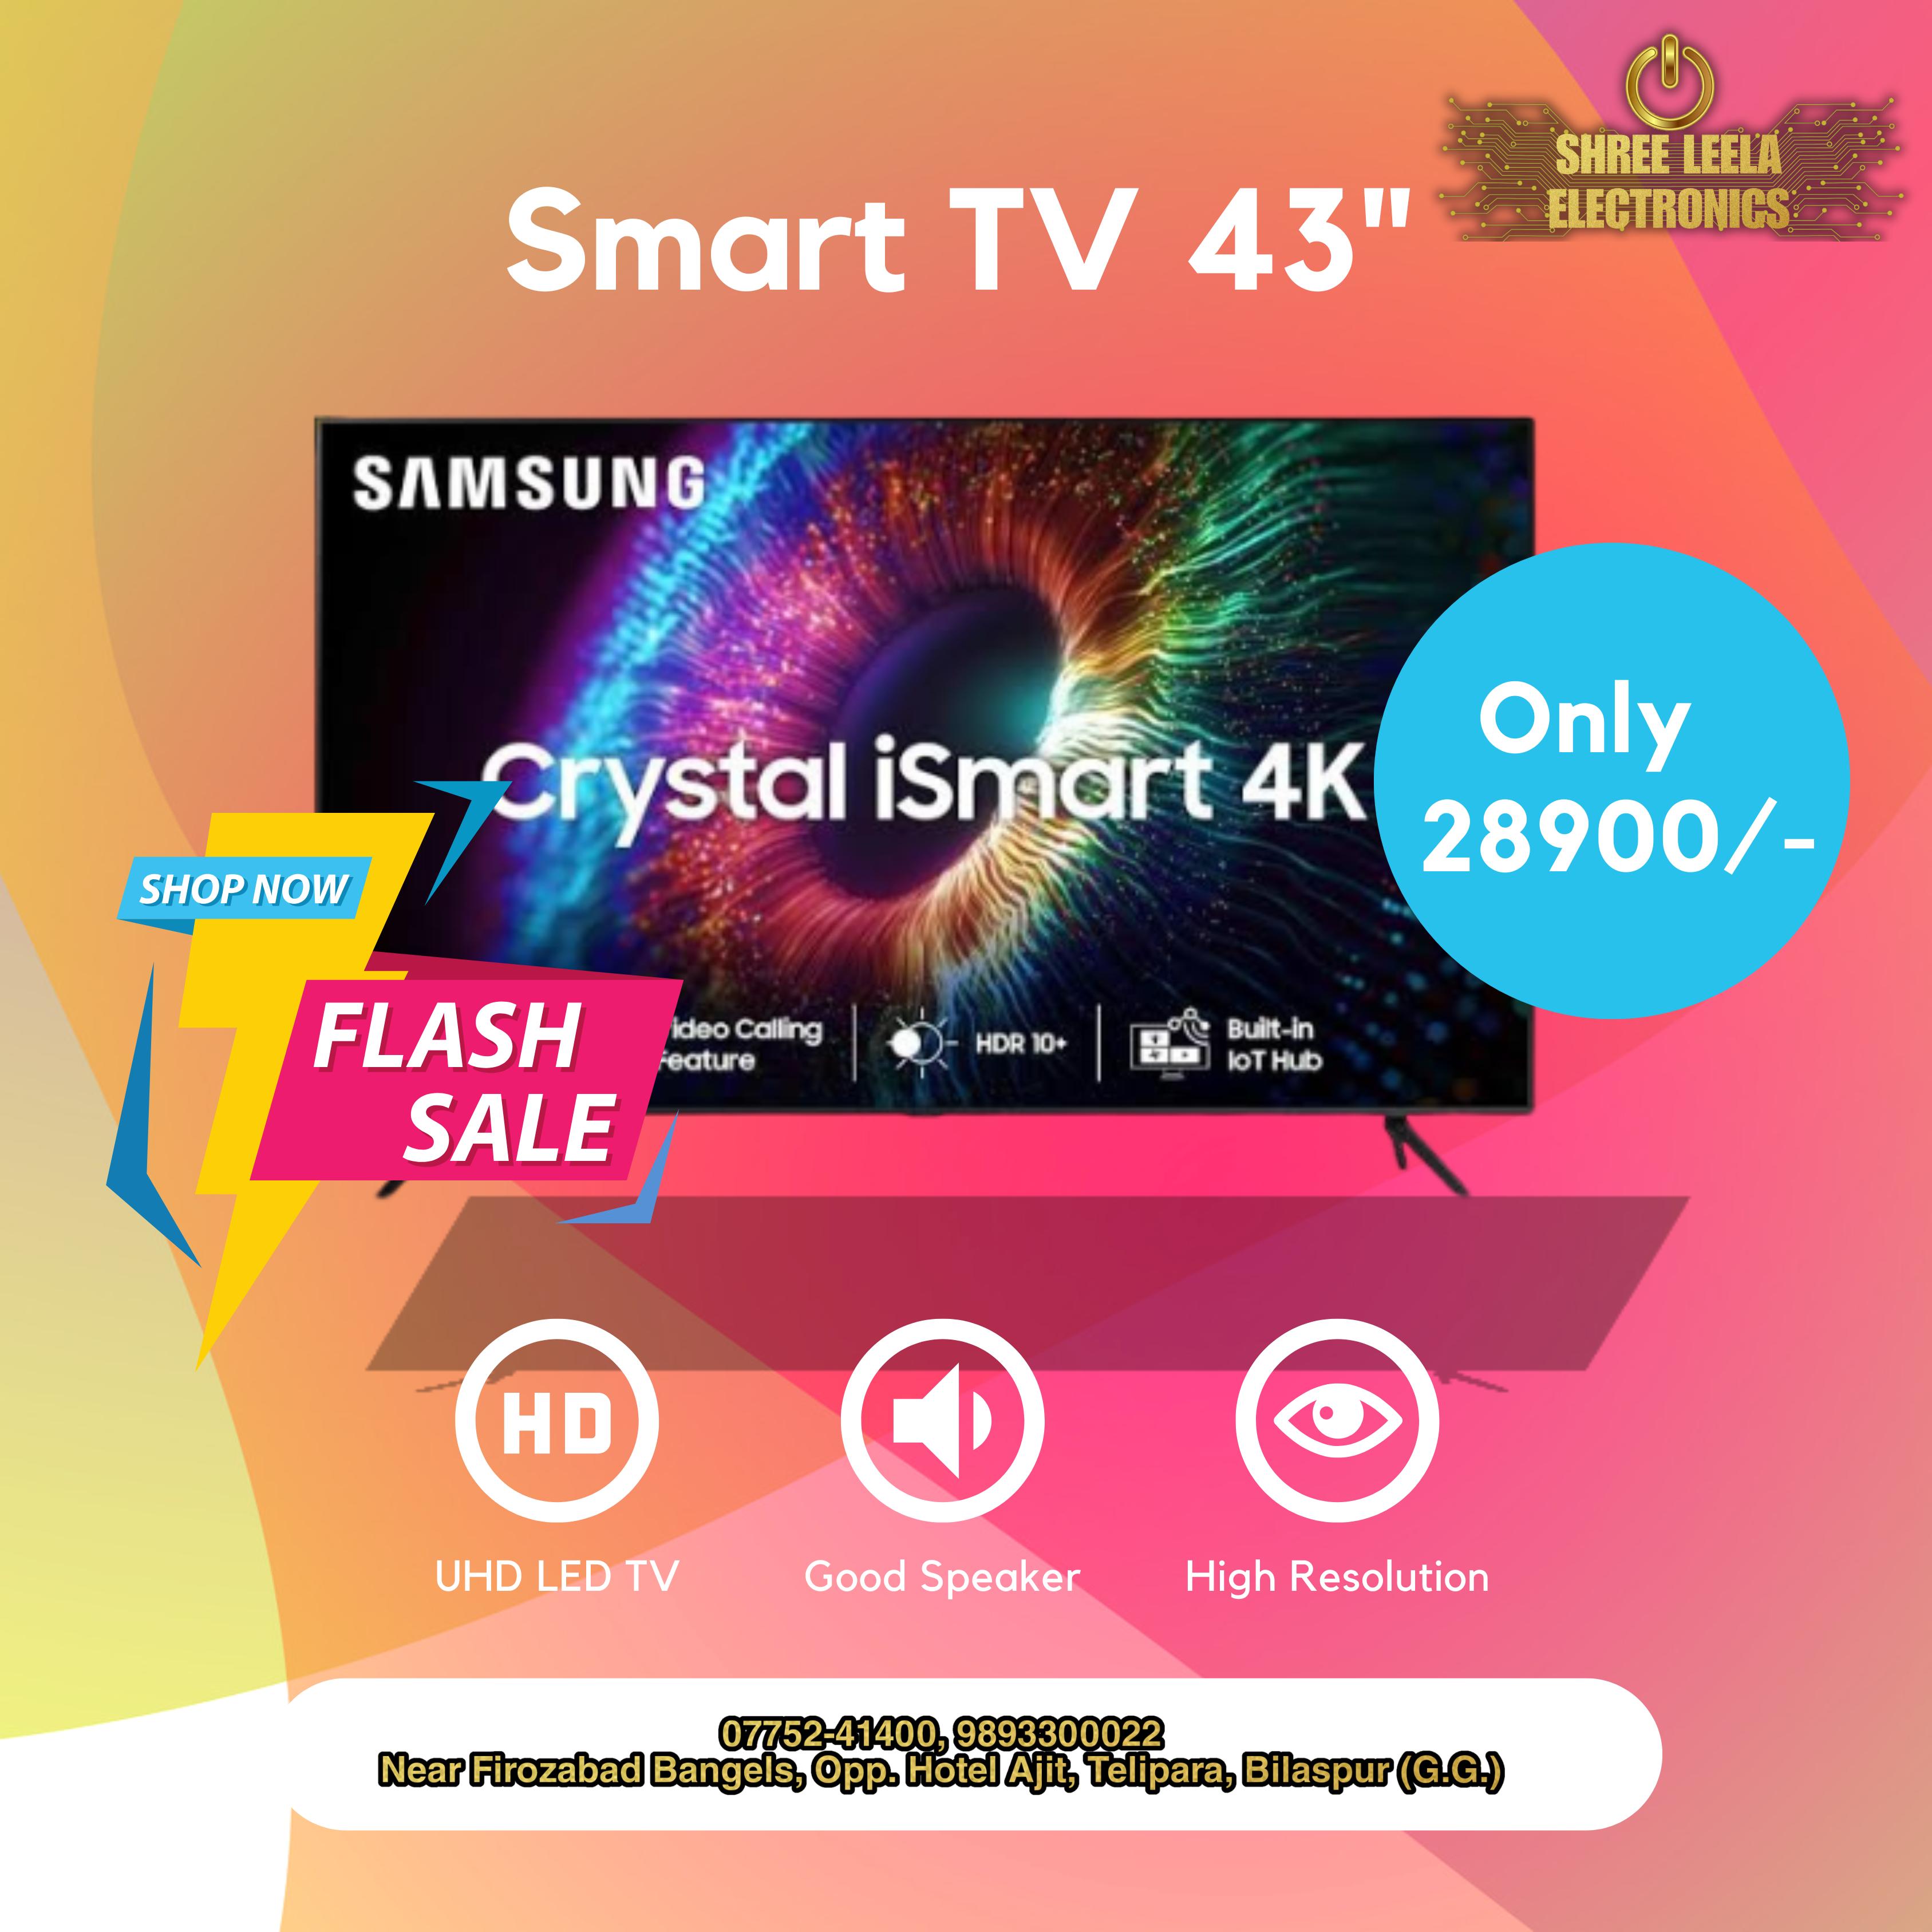 SHREE LEELA
ELECTRONICS
Smart TV 43"
SAMSUNG
Crystal iSmart 4K
Only
28900/-
SHOP NOW
FLASH
SALE
Calling
HDR 10+
Built-in
IoT Hub
HD
UHD LED TV
Good Speaker
High Resolution
07752-41400, 9893300022
Near Firozabad Bangels, Opp. Hotel Ajit, Telipara, Bilaspur (G.G.)